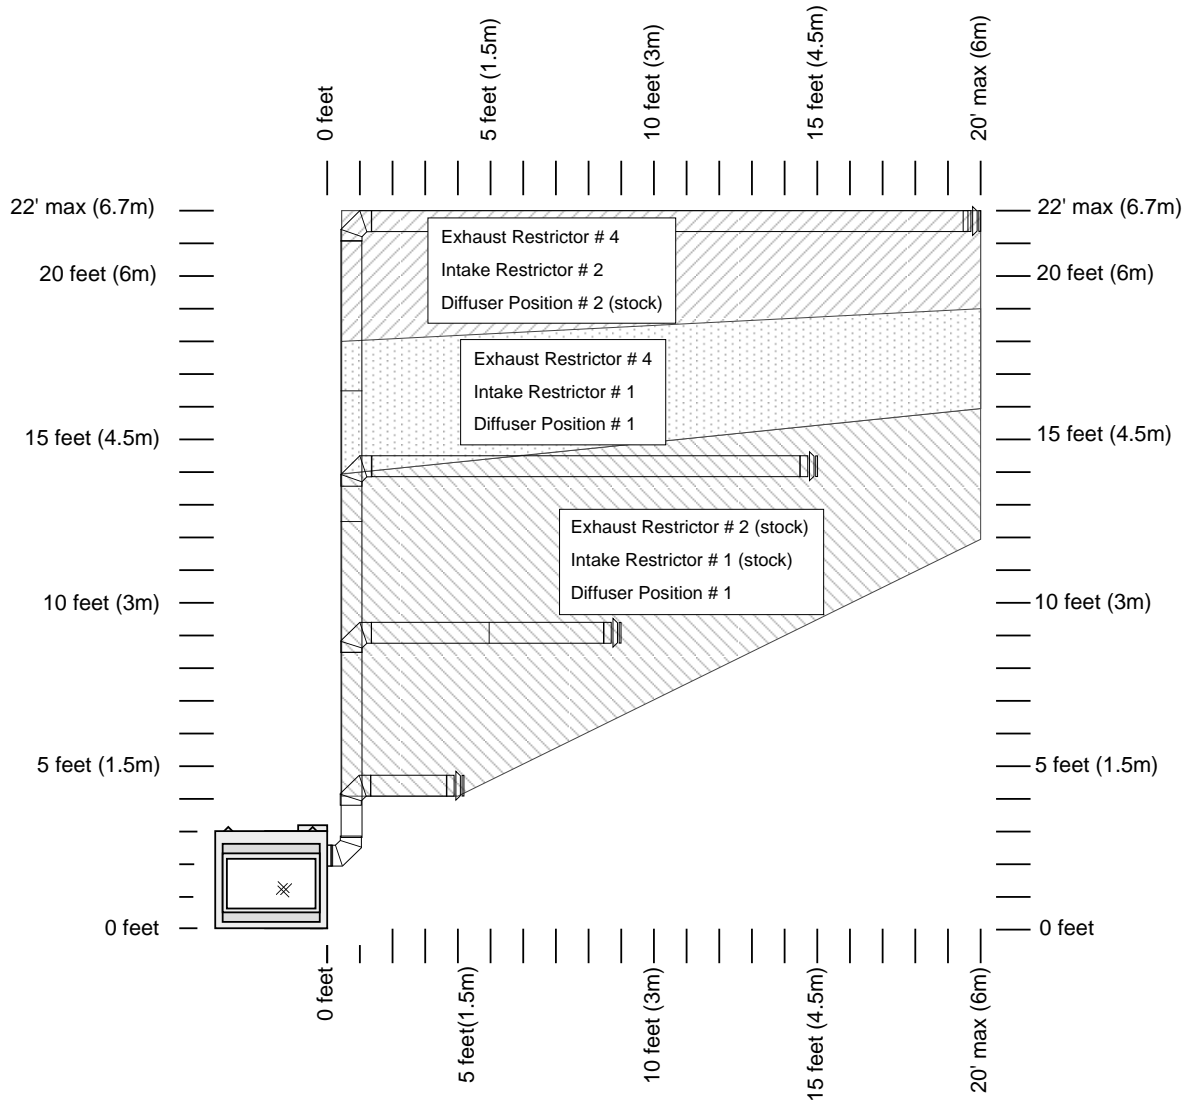 0 feet
5 feet (1.5m)
10 feet (3m)
15 feet (4.5m)
20' max (6m)
22' max (6.7m)
20 feet (6m)
15 feet (4.5m)
10 feet (3m)
5 feet (1.5m)
0 feet
Exhaust Restrictor # 4
Intake Restrictor # 2
Diffuser Position # 2 (stock)
Exhaust Restrictor # 4
Intake Restrictor # 1
Diffuser Position # 1
Exhaust Restrictor # 2 (stock)
Intake Restrictor # 1 (stock)
Diffuser Position # 1
22' max (6.7m)
20 feet (6m)
15 feet (4.5m)
10 feet (3m)
5 feet (1.5m)
0 feet
0 feet
5 feet(1.5m)
10 feet (3m)
15 feet (4.5m)
20' max (6m)